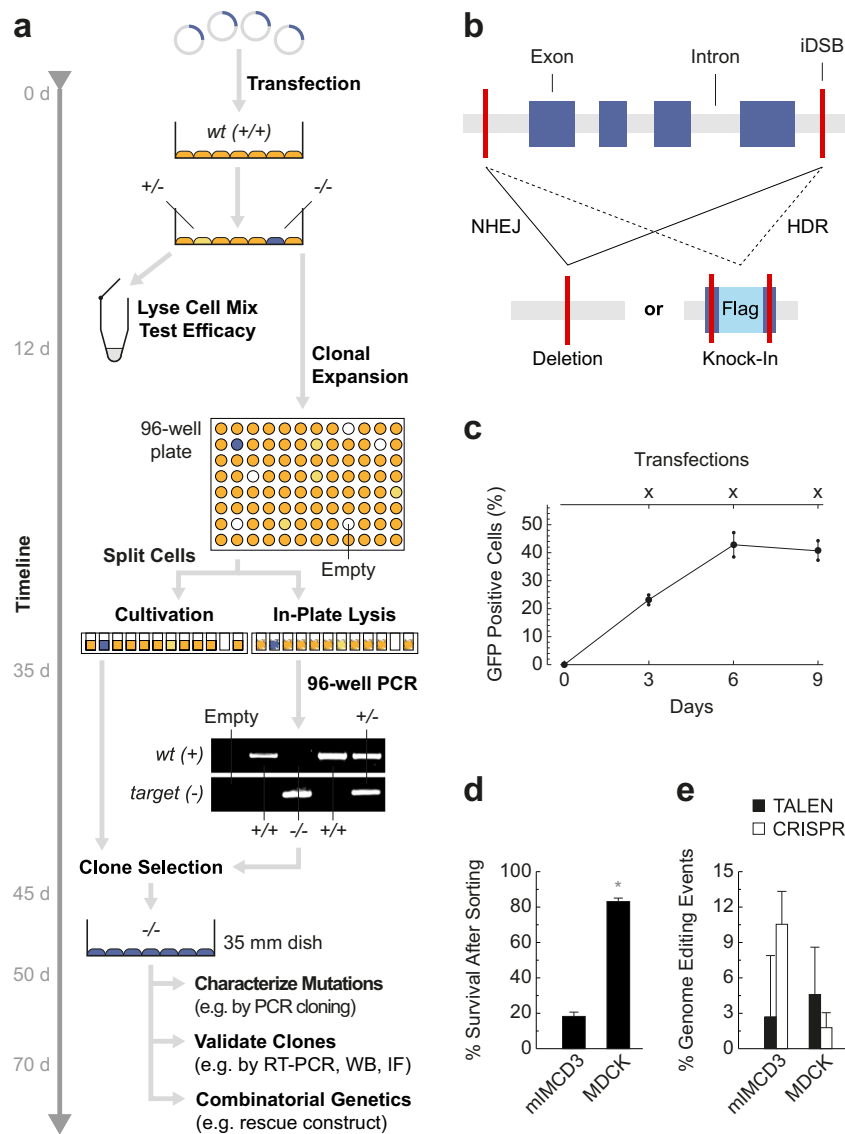 a
0 d
12 d
35 d
45 d
50 d
70 d
Timeline
Transfection
wt (+/+)
+/-
-/-
Lyse Cell Mix
Test Efficacy
Clonal
Expansion
96-well
plate
Empty
Split Cells
Cultivation
In-Plate Lysis
96-well PCR
Empty
+/-
wt (+)
target (-)
+/+
-/-
+/+
Clone Selection
-/-
35 mm dish
Characterize Mutations
(e.g. by PCR cloning)
Validate Clones
(e.g. by RT-PCR, WB, IF)
Combinatorial Genetics
(e.g. rescue construct)
b
Exon
Intron
iDSB
NHEJ
HDR
or
Flag
Deletion
Knock-In
c
Transfections
x
x
x
GFP Positive Cells (%)
50
40
30
20
10
0
0
3
6
9
Days
d
% Survival After Sorting
100
80
60
40
20
0
*
mIMCD3
MDCK
e
TALEN
CRISPR
% Genome Editing Events
15
12
9
6
3
0
mIMCD3
MDCK